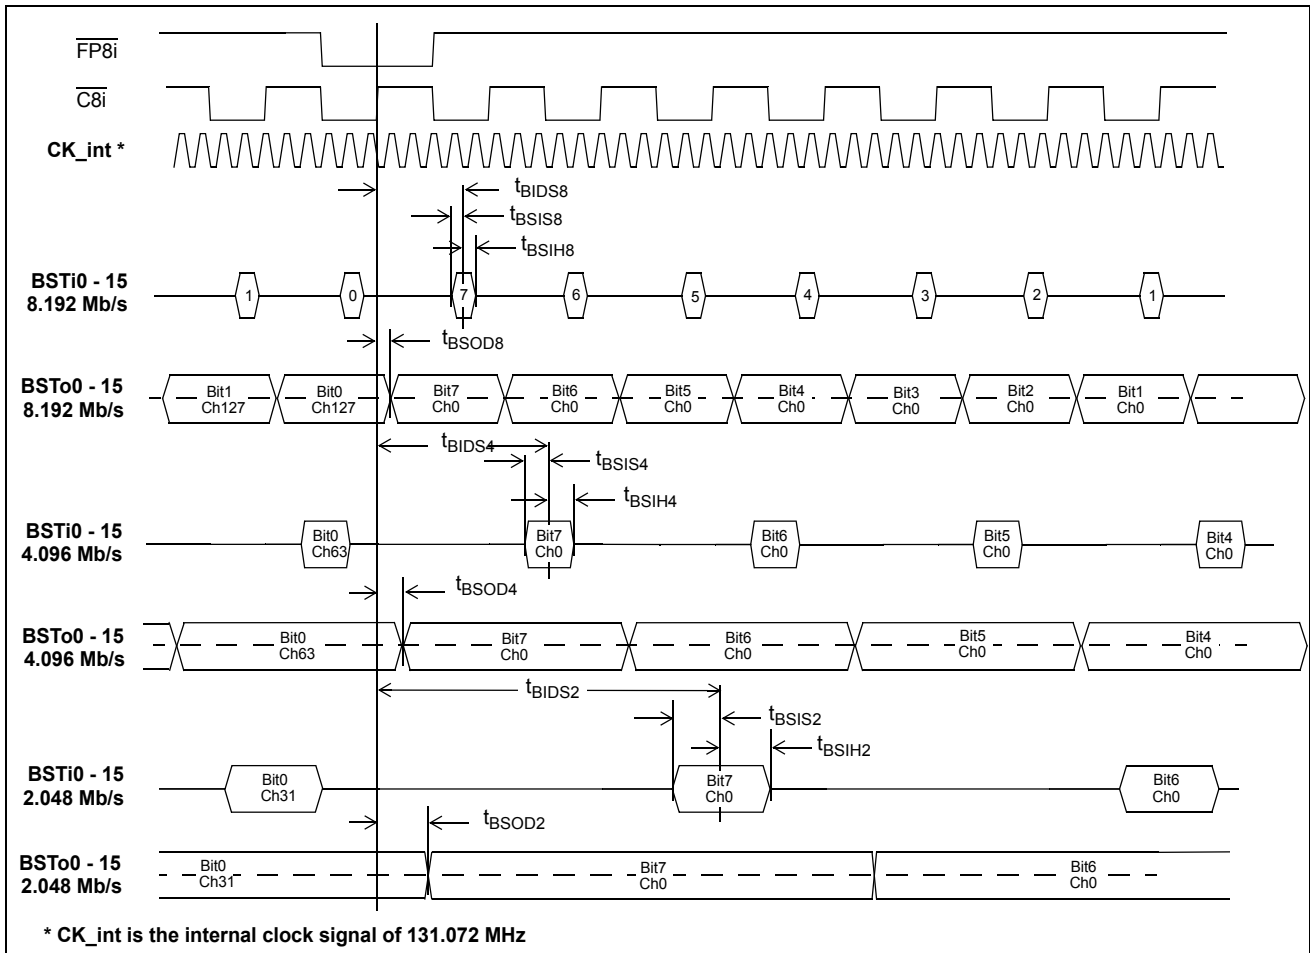 FP8i
C8i
CK_int *
tBIDS8
tBSIS8
tBSIH8
BSTi0 - 15
8.192 Mb/s
1 0 7 6 5 4 3 2 1
tBSOD8
BSTo0 - 15
8.192 Mb/s
Bit1
Ch127
Bit0
Ch127
Bit7
Ch0
Bit6
Ch0
Bit5
Ch0
Bit4
Ch0
Bit3
Ch0
Bit2
Ch0
Bit1
Ch0
tBIDS4
tBSIS4
tBSIH4
BSTi0 - 15
4.096 Mb/s
Bit0
Ch63
Bit7
Ch0
Bit6
Ch0
Bit5
Ch0
Bit4
Ch0
tBSOD4
BSTo0 - 15
4.096 Mb/s
Bit0
Ch63
Bit7
Ch0
Bit6
Ch0
Bit5
Ch0
Bit4
Ch0
tBIDS2
tBSIS2
tBSIH2
BSTi0 - 15
2.048 Mb/s
Bit0
Ch31
Bit7
Ch0
Bit6
Ch0
tBSOD2
BSTo0 - 15
2.048 Mb/s
Bit0
Ch31
Bit7
Ch0
Bit6
Ch0
* CK_int is the internal clock signal of 131.072 MHz